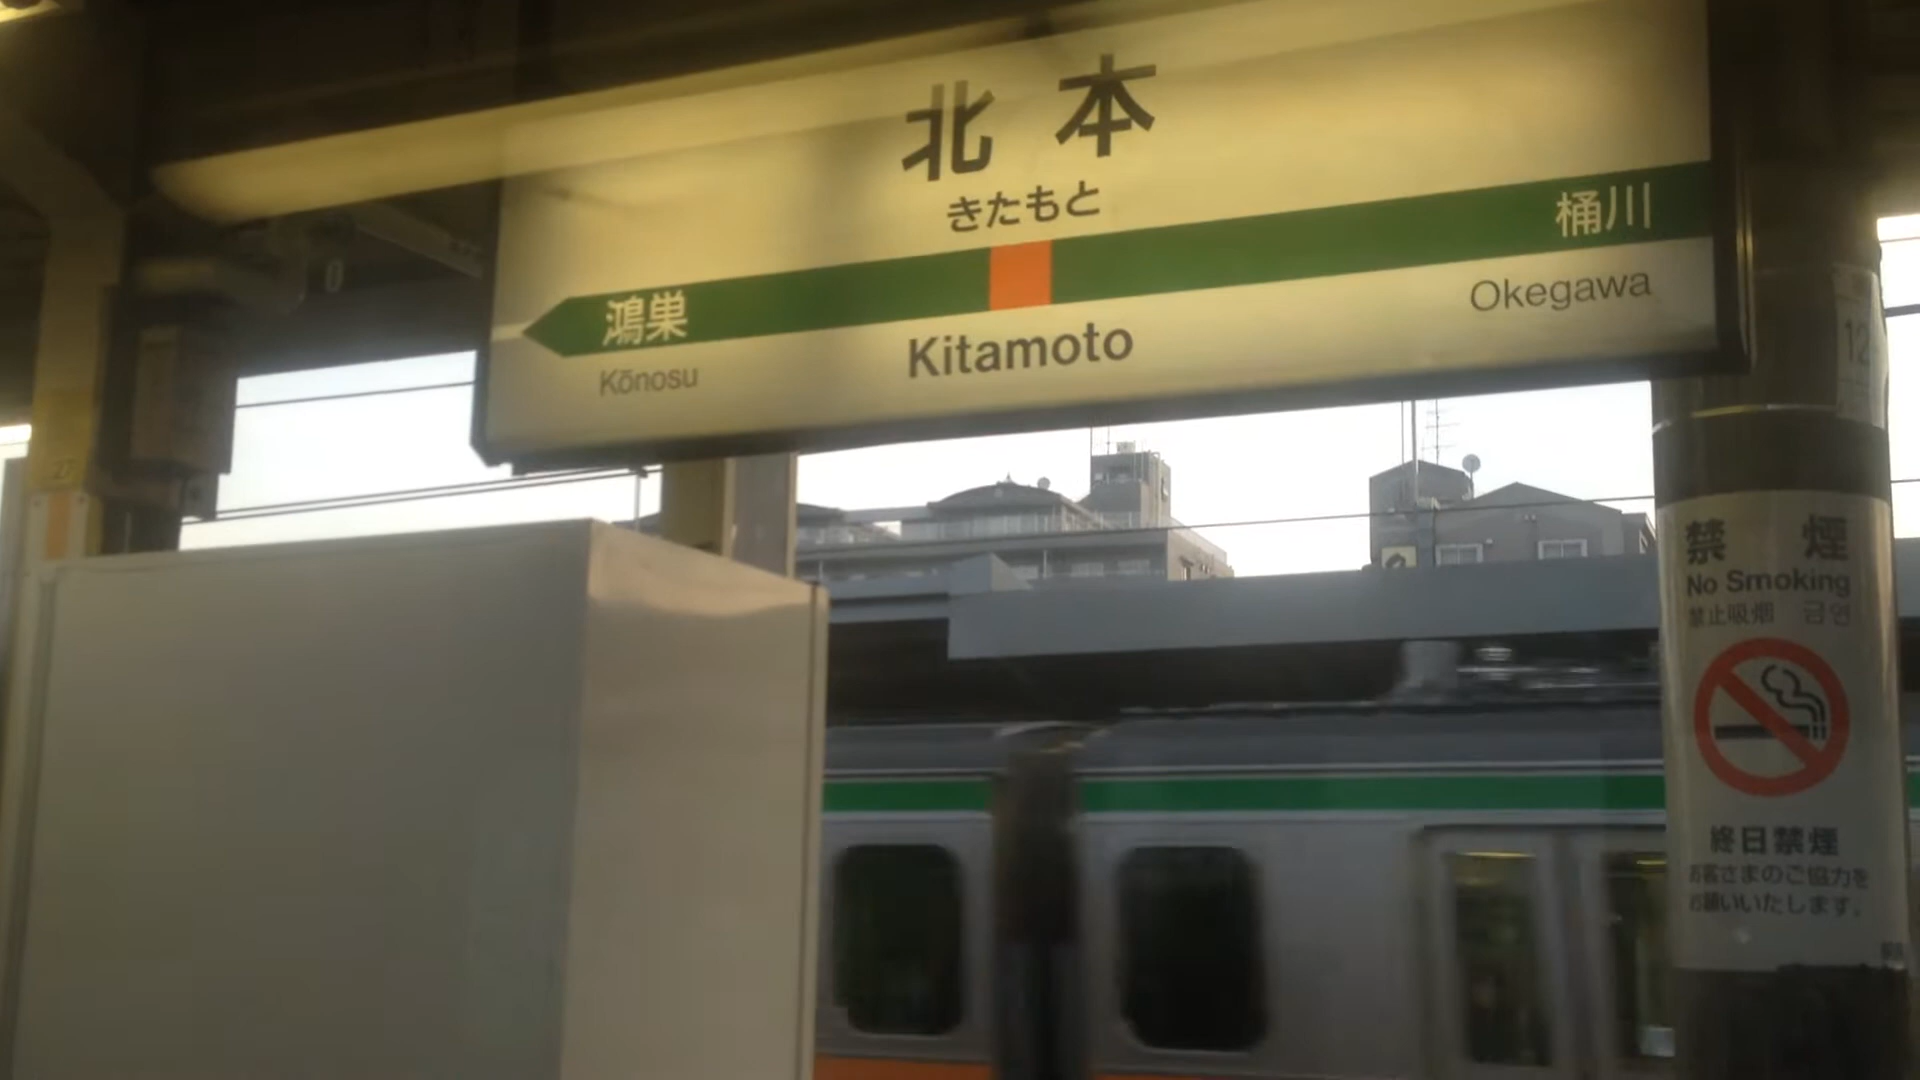 北本
きたもと
鴻巣
桶川
Kōnosu
Kitamoto
Okegawa
12
27
禁煙
No Smoking
禁止吸烟 금연
終日禁煙
お客さまのご協力を
お願いいたします。